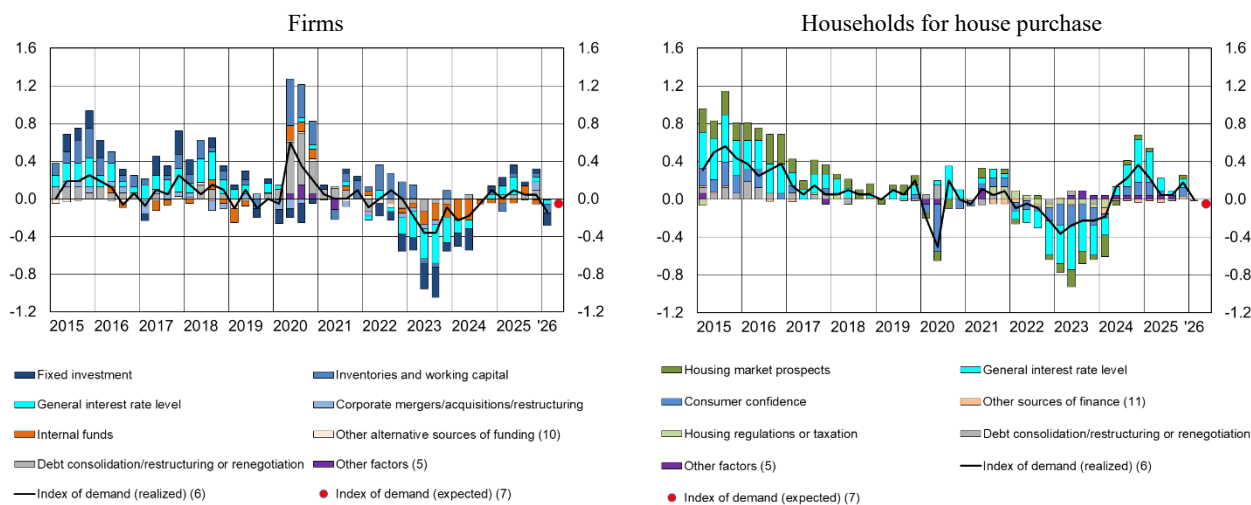 Firms
1.6
1.2
0.8
0.4
0.0
-0.4
-0.8
-1.2
1.6
1.2
0.8
0.4
0.0
-0.4
-0.8
-1.2
2015 2016 2017 2018 2019 2020 2021 2022 2023 2024 2025 '26
Fixed investment
Inventories and working capital
General interest rate level
Corporate mergers/acquisitions/restructuring
Internal funds
Other alternative sources of funding (10)
Debt consolidation/restructuring or renegotiation
Other factors (5)
Index of demand (realized) (6)
Index of demand (expected) (7)
Households for house purchase
1.6
1.2
0.8
0.4
0.0
-0.4
-0.8
-1.2
1.6
1.2
0.8
0.4
0.0
-0.4
-0.8
-1.2
2015 2016 2017 2018 2019 2020 2021 2022 2023 2024 2025 '26
Housing market prospects
General interest rate level
Consumer confidence
Other sources of finance (11)
Housing regulations or taxation
Debt consolidation/restructuring or renegotiation
Other factors (5)
Index of demand (realized) (6)
Index of demand (expected) (7)